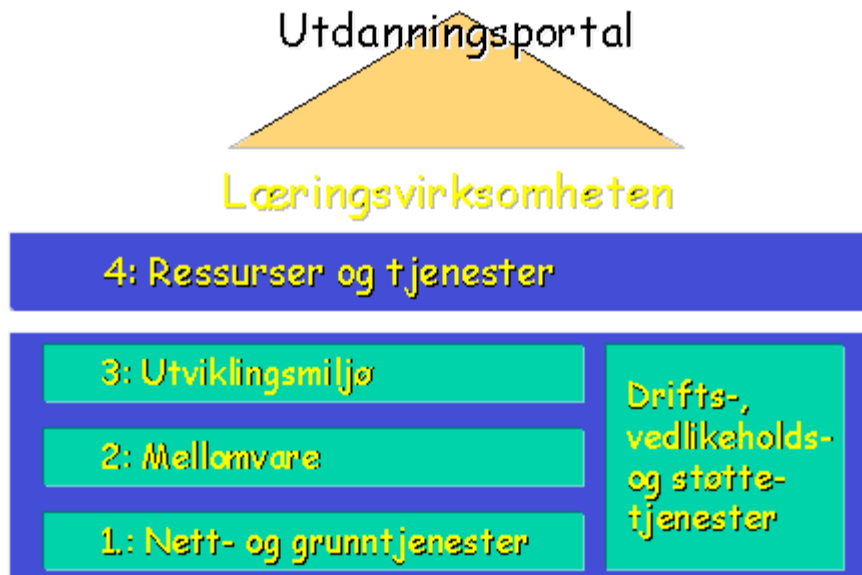 Utdanningsportal
Læringsvirksomheten
4: Ressurser og tjenester
3: Utviklingsmiljø
2: Mellomvare
1.: Nett- og grunntjenester
Drifts-,
vedlikeholds-
og støtte-
tjenester